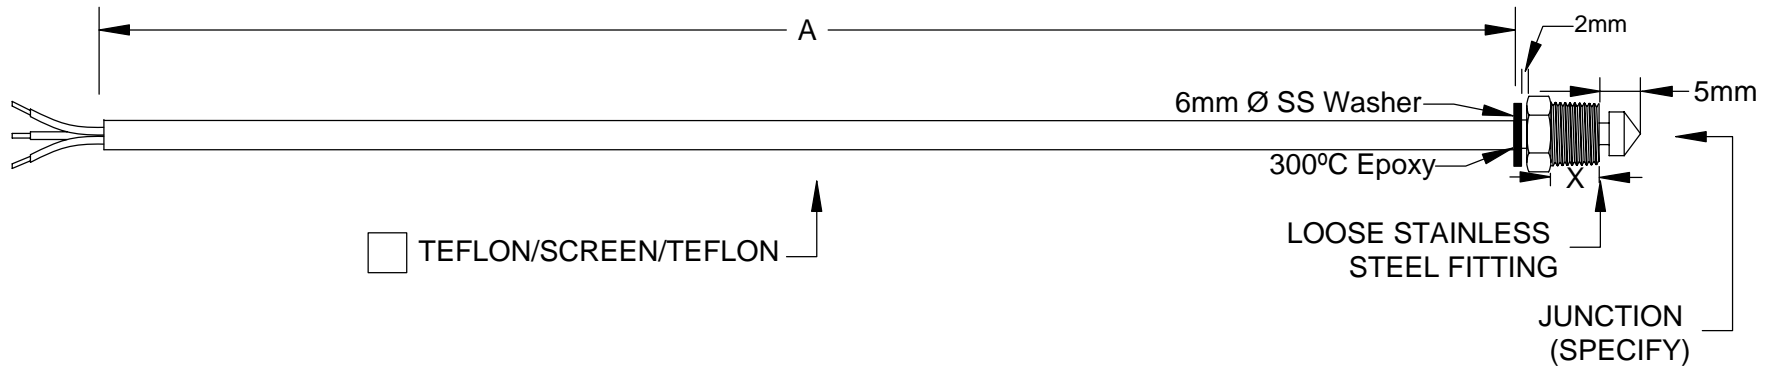 A
2mm
5mm
6mm Ø SS Washer
300ºC Epoxy
X
TEFLON/SCREEN/TEFLON
LOOSE STAINLESS
STEEL FITTING
JUNCTION
(SPECIFY)